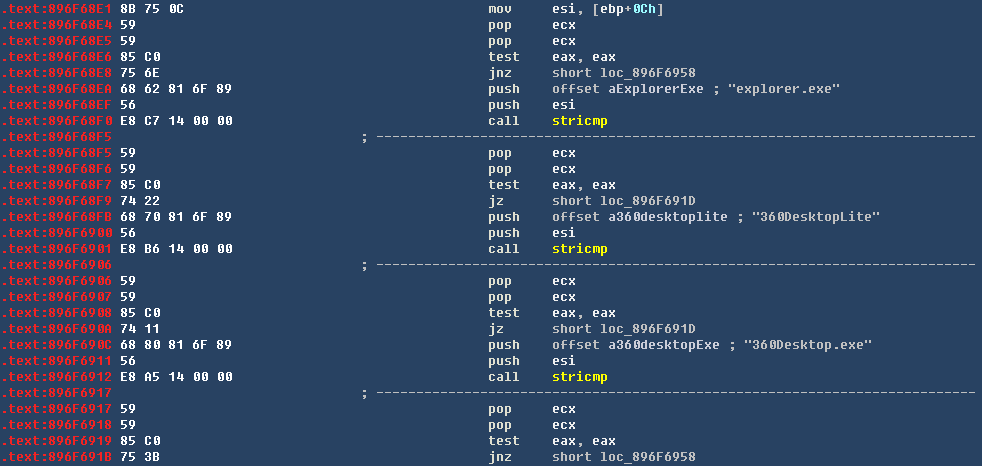 .text:896F68E1 8B 75 0C mov esi, [ebp+0Ch]
.text:896F68E4 59 pop ecx
.text:896F68E5 59 pop ecx
.text:896F68E6 85 C0 test eax, eax
.text:896F68E8 75 6E jnz short loc_896F6958
.text:896F68EA 68 62 81 6F 89 push offset aExplorerExe ; "explorer.exe"
.text:896F68EF 56 push esi
.text:896F68F0 E8 C7 14 00 00 call stricmp
.text:896F68F5 ; ---------------------------------------------------------------------------
.text:896F68F5 59 pop ecx
.text:896F68F6 59 pop ecx
.text:896F68F7 85 C0 test eax, eax
.text:896F68F9 74 22 jz short loc_896F691D
.text:896F68FB 68 70 81 6F 89 push offset a360desktoplite ; "360DesktopLite"
.text:896F6900 56 push esi
.text:896F6901 E8 B6 14 00 00 call stricmp
.text:896F6906 ; ---------------------------------------------------------------------------
.text:896F6906 59 pop ecx
.text:896F6907 59 pop ecx
.text:896F6908 85 C0 test eax, eax
.text:896F690A 74 11 jz short loc_896F691D
.text:896F690C 68 80 81 6F 89 push offset a360desktopExe ; "360Desktop.exe"
.text:896F6911 56 push esi
.text:896F6912 E8 A5 14 00 00 call stricmp
.text:896F6917 ; ---------------------------------------------------------------------------
.text:896F6917 59 pop ecx
.text:896F6918 59 pop ecx
.text:896F6919 85 C0 test eax, eax
.text:896F691B 75 3B jnz short loc_896F6958